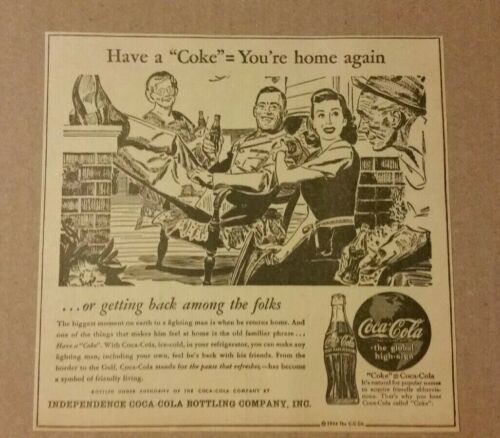 Have a "Coke" = You're home again
...or getting back among the folks
The biggest moment on earth to a fighting man is when he returns home. And
one of the things that makes him feel at home is the old familiar phrase...
Have a "Coke". With Coca-Cola, ice-cold, in your refrigerator, you can make any
fighting man, including your own, feel he's back with his friends. From the
border to the Gulf, Coca-Cola stands for the pause that refreshes,—has become
a symbol of friendly living.
BOTTLED UNDER AUTHORITY OF THE COCA-COLA COMPANY BY
INDEPENDENCE COCA-COLA BOTTLING COMPANY, INC.
Coca-Cola
Coca-Cola
-the global
high-sign
"Coke" = Coca-Cola
It's natural for popular names
to acquire friendly abbrevia-
tions. That's why you hear
Coca-Cola called "Coke".
© 1944 The C-C Co.